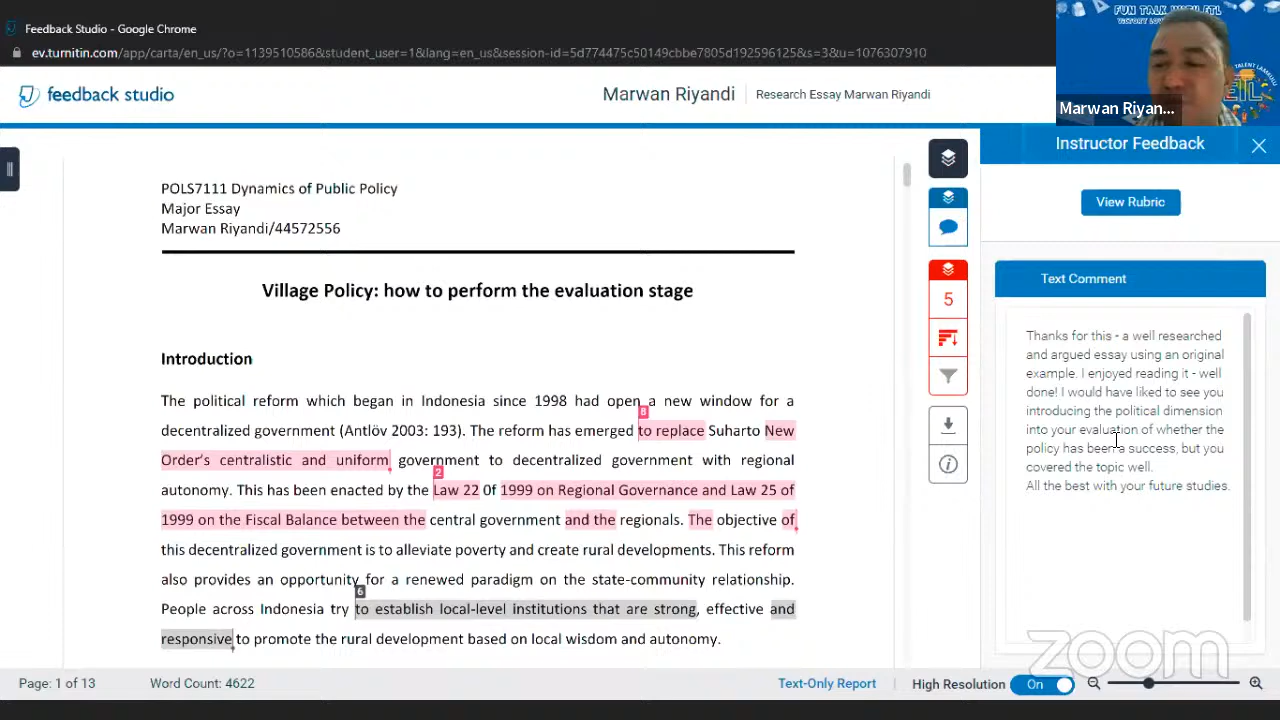 Feedback Studio - Google Chrome
FUN TALK WITH ETL
ev.turnitin.com/app/carta/en_us/?o=1139510586&student_user=1&lang=en_us&session-id=5d774475c50149cbbe7805d192596125&s=3&u=1076307910
feedback studio
Marwan Riyandi
Research Essay Marwan Riyandi
Marwan Riyan...
ETL
Instructor Feedback
View Rubric
POLS7111 Dynamics of Public Policy
Major Essay
Marwan Riyandi/44572556
Village Policy: how to perform the evaluation stage
Introduction
The political reform which began in Indonesia since 1998 had open a new window for a
8
decentralized government (Antlöv 2003: 193). The reform has emerged to replace Suharto New
Order's centralistic and uniform government to decentralized government with regional
2
autonomy. This has been enacted by the Law 22 0f 1999 on Regional Governance and Law 25 of
1999 on the Fiscal Balance between the central government and the regionals. The objective of
this decentralized government is to alleviate poverty and create rural developments. This reform
also provides an opportunity for a renewed paradigm on the state-community relationship.
6
People across Indonesia try to establish local-level institutions that are strong, effective and
responsive to promote the rural development based on local wisdom and autonomy.
5
Text Comment
Thanks for this - a well researched
and argued essay using an original
example. I enjoyed reading it - well
done! I would have liked to see you
introducing the political dimension
into your evaluation of whether the
policy has been a success, but you
covered the topic well.
All the best with your future studies.
zoom
Page: 1 of 13
Word Count: 4622
Text-Only Report
High Resolution
On